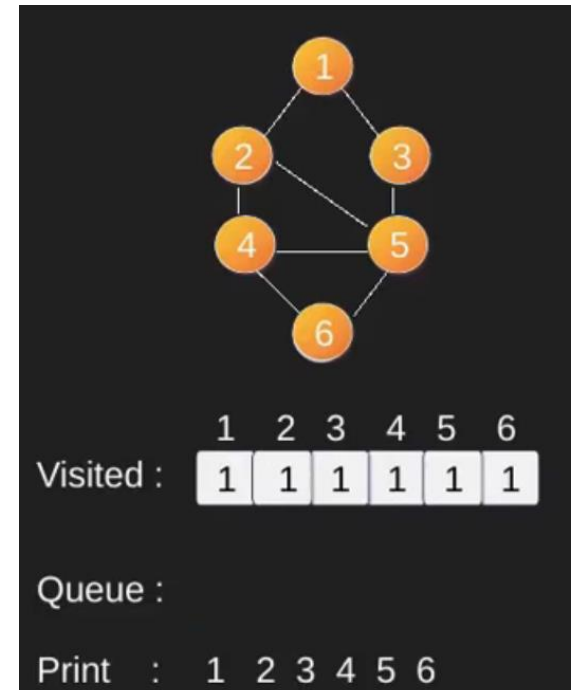 1
2 3
4 5
6
1 2 3 4 5 6
Visited : 1 1 1 1 1 1
Queue :
Print : 1 2 3 4 5 6